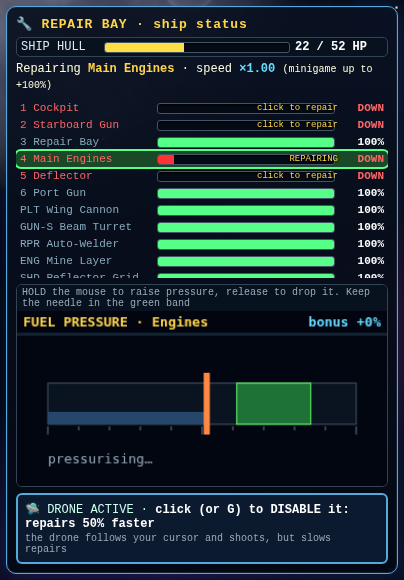 🔧 REPAIR BAY · ship status
SHIP HULL 22 / 52 HP
Repairing Main Engines · speed ×1.00 (minigame up to
+100%)
1 Cockpit click to repair DOWN
2 Starboard Gun click to repair DOWN
3 Repair Bay 100%
4 Main Engines REPAIRING DOWN
5 Deflector click to repair DOWN
6 Port Gun 100%
PLT Wing Cannon 100%
GUN-S Beam Turret 100%
RPR Auto-Welder 100%
ENG Mine Layer 100%
SHD Reflector Grid 100%
HOLD the mouse to raise pressure, release to drop it. Keep
the needle in the green band
FUEL PRESSURE · Engines bonus +0%
pressurising…
🛸 DRONE ACTIVE · click (or G) to DISABLE it:
repairs 50% faster
the drone follows your cursor and shoots, but slows
repairs